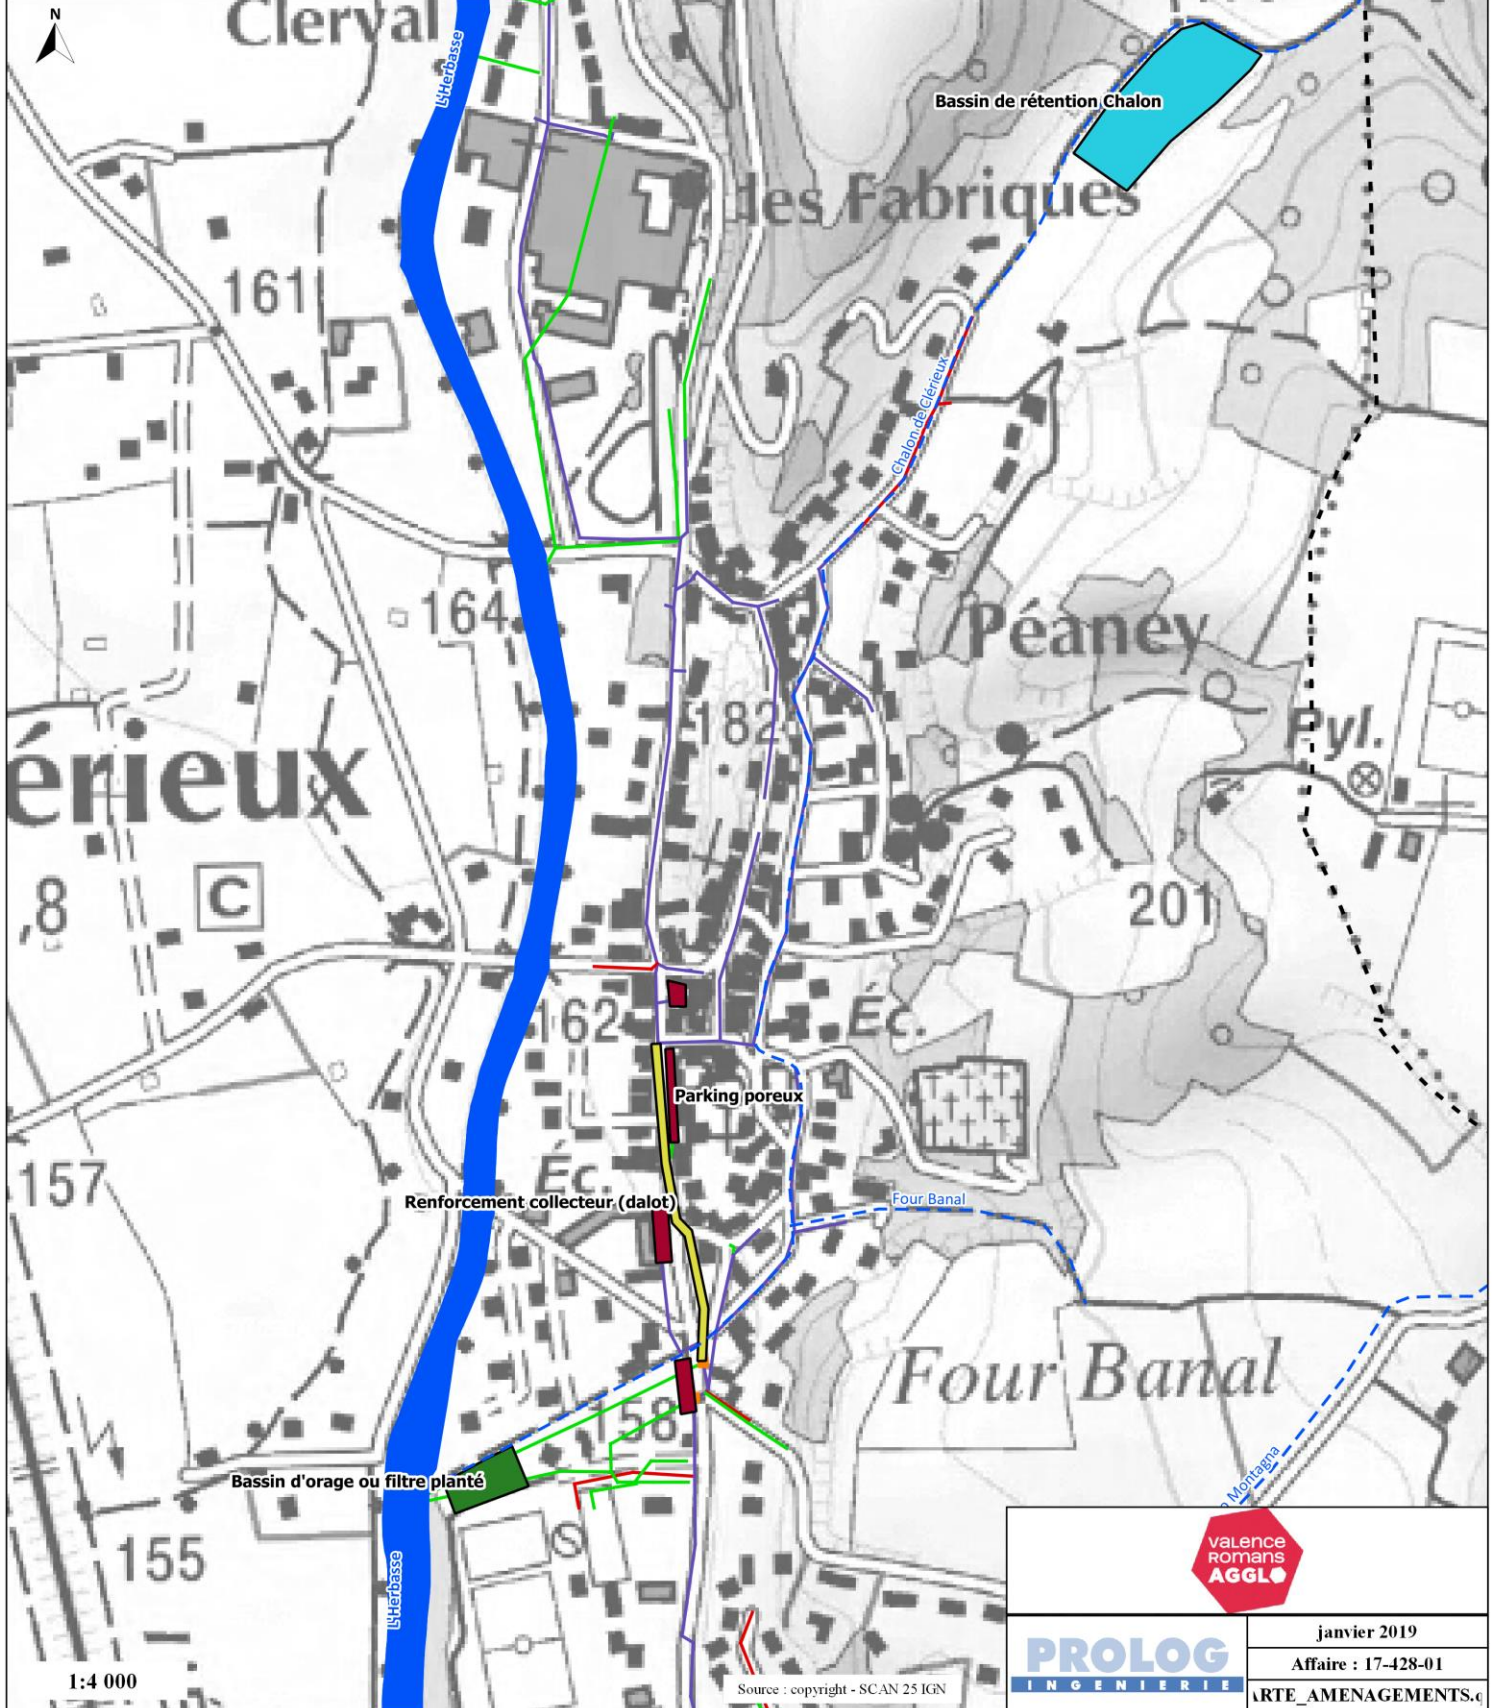 N
Clerval
L'Herbasse
Bassin de rétention Chalon
des Fabriques
161
Chalon de Clérieux
164
Péaney
182
Pyl.
érieux
,8
C
201
162
Éc.
Parking poreux
157
Éc.
Renforcement collecteur (dalot)
Four Banal
Four Banal
158
Bassin d'orage ou filtre planté
Montagna
155
L'Herbasse
VALENCE
ROMANS
AGGLO
PROLOG
INGENIERIE
janvier 2019
Affaire : 17-428-01
RTE_AMENAGEMENTS.q
1:4 000
Source : copyright - SCAN 25 IGN